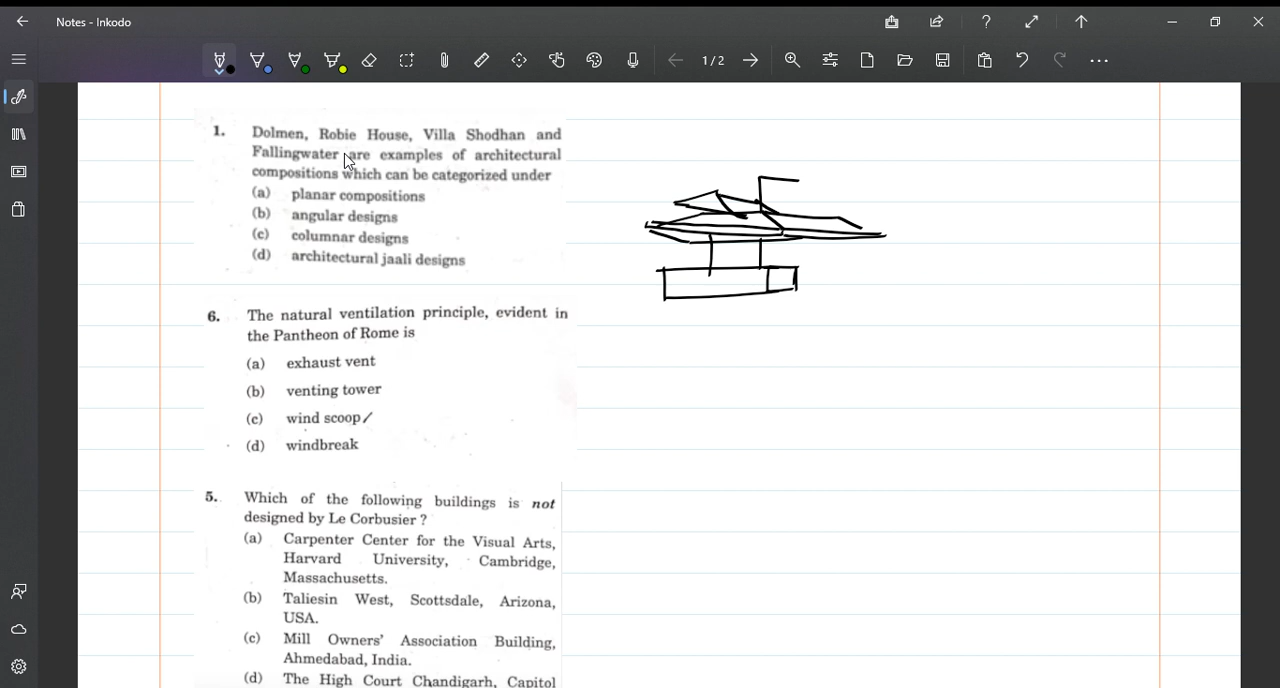 Notes - Inkodo
1 / 2
1. Dolmen, Robie House, Villa Shodhan and
Fallingwater are examples of architectural
compositions which can be categorized under
(a) planar compositions
(b) angular designs
(c) columnar designs
(d) architectural jaali designs
6. The natural ventilation principle, evident in
the Pantheon of Rome is
(a) exhaust vent
(b) venting tower
(c) wind scoop
(d) windbreak
5. Which of the following buildings is not
designed by Le Corbusier ?
(a) Carpenter Center for the Visual Arts,
Harvard University, Cambridge,
Massachusetts.
(b) Taliesin West, Scottsdale, Arizona,
USA.
(c) Mill Owners' Association Building,
Ahmedabad, India.
(d) The High Court Chandigarh, Capitol